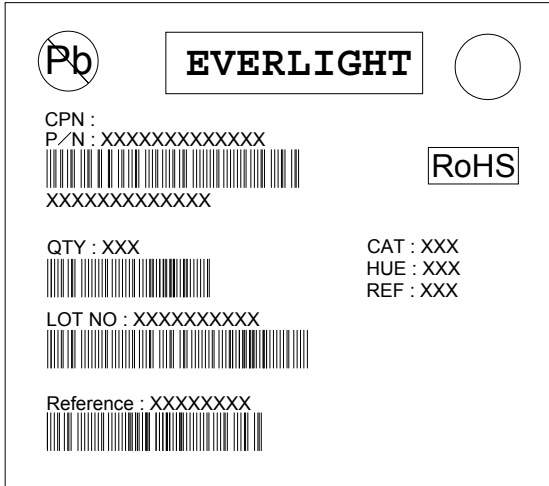 Pb
EVERLIGHT
CPN :
P/N : XXXXXXXXXXXXX
RoHS
XXXXXXXXXXXXX
QTY : XXX
CAT : XXX
HUE : XXX
REF : XXX
LOT NO : XXXXXXXXXX
Reference : XXXXXXXX